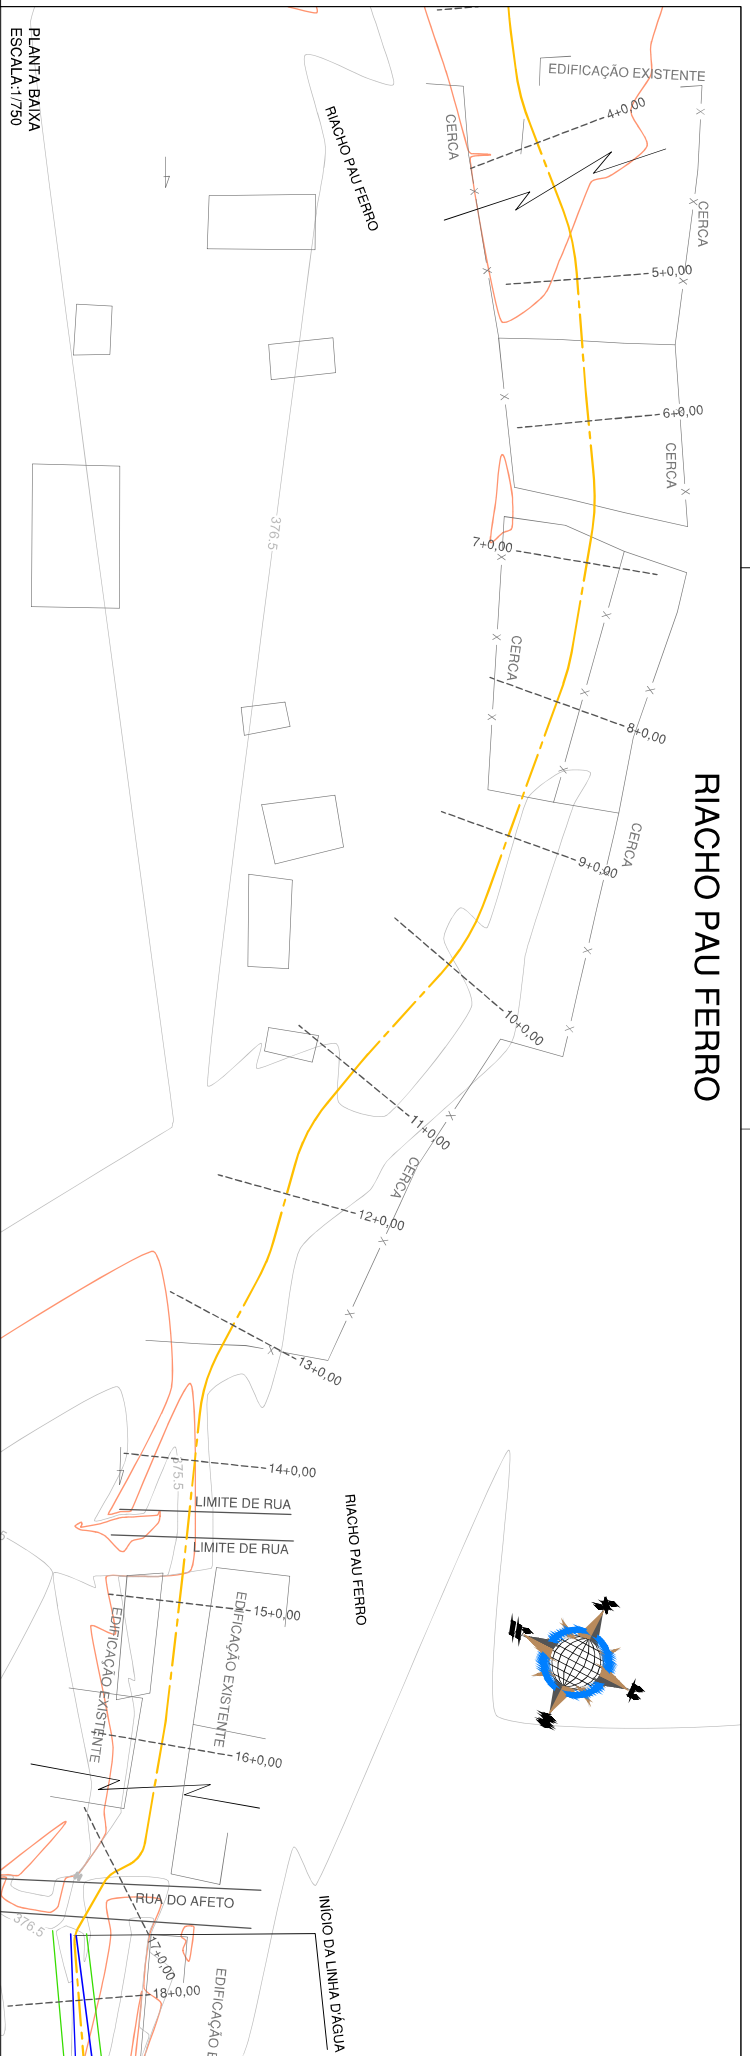 PLANTA BAIXA
ESCALA:1/750
RIACHO PAU FERRO
EDIFICAÇÃO EXISTENTE
4+0,00
CERCA
CERCA
5+0,00
6+0,00
CERCA
376.5
7+0,00
CERCA
8+0,00
RIACHO PAU FERRO
CERCA
9+0,00
10+0,00
11+0,00
CERCA
12+0,00
13+0,00
14+0,00
375.5
LIMITE DE RUA
RIACHO PAU FERRO
LIMITE DE RUA
15+0,00
EDIFICAÇÃO EXISTENTE
EDIFICAÇÃO EXISTENTE
16+0,00
RUA DO AFETO
376.5
INÍCIO DA LINHA D'ÁGUA
17+0,00
18+0,00
EDIFICAÇÃO E